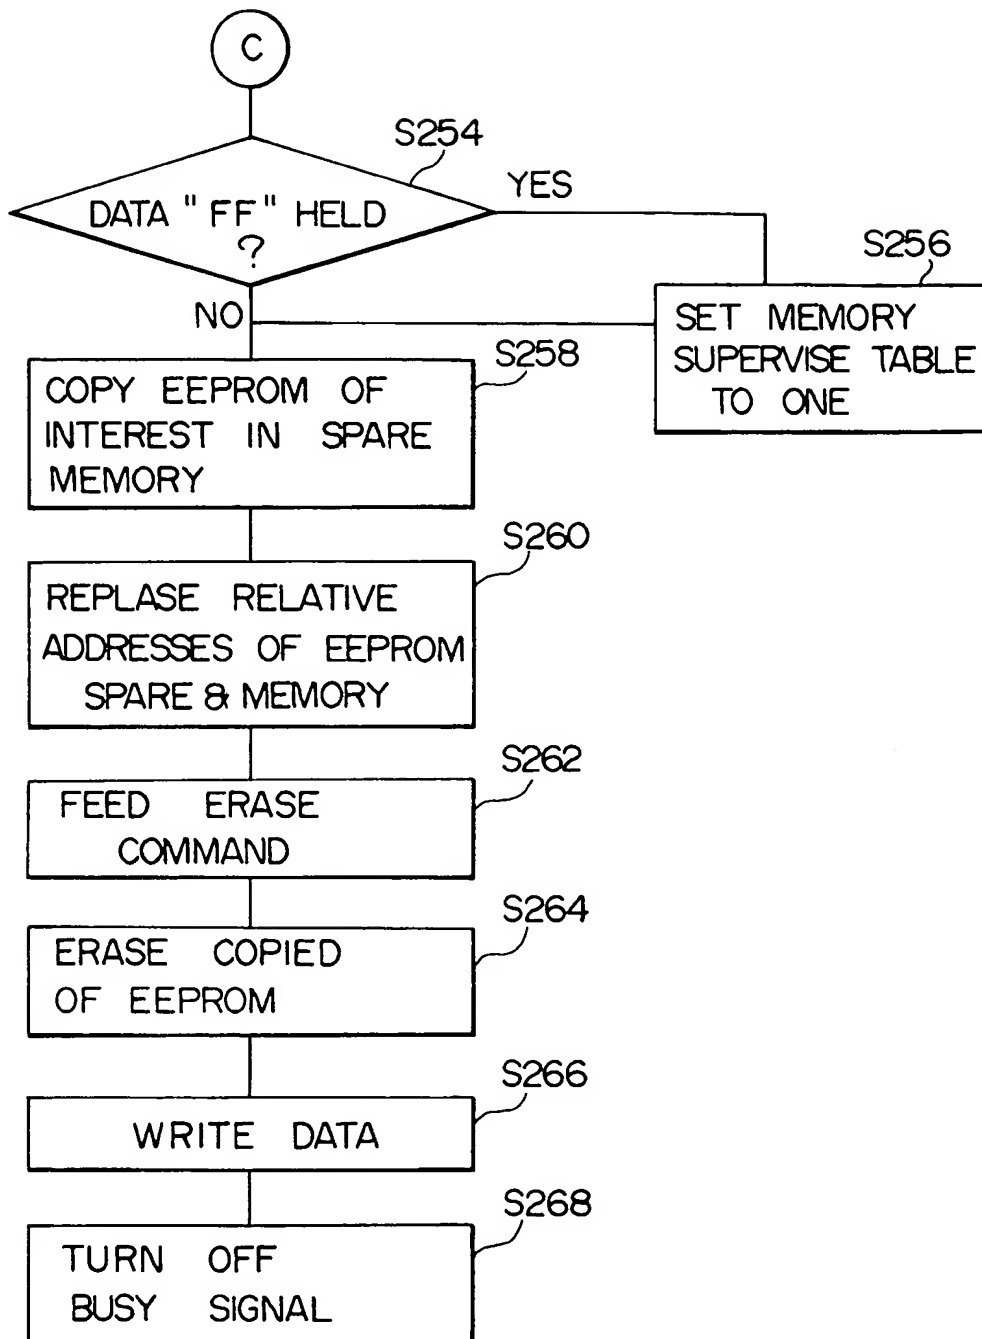 C
S254
DATA "FF" HELD
?
YES
NO
S256
SET MEMORY
SUPERVISE TABLE
TO ONE
S258
COPY EEPROM OF
INTEREST IN SPARE
MEMORY
S260
REPLASE RELATIVE
ADDRESSES OF EEPROM
SPARE & MEMORY
S262
FEED ERASE
COMMAND
S264
ERASE COPIED
OF EEPROM
S266
WRITE DATA
S268
TURN OFF
BUSY SIGNAL